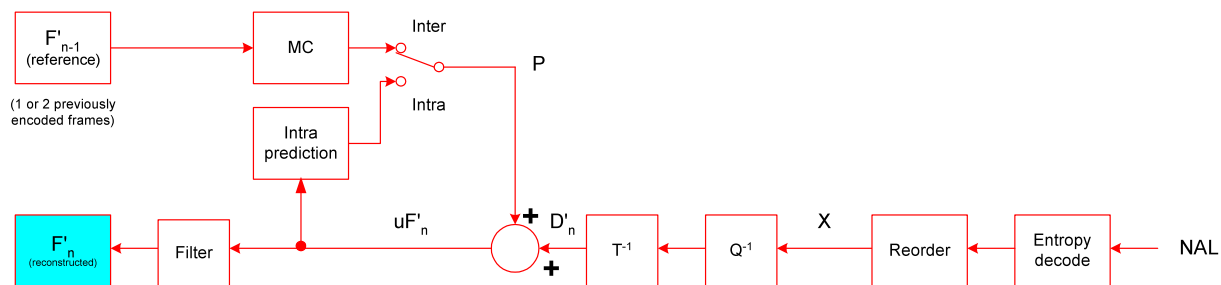 F'n-1
(reference)
(1 or 2 previously
encoded frames)
MC
Inter
Intra
P
Intra
prediction
F'n
(reconstructed)
Filter
uF'n
+
+
D'n
T-1
Q-1
X
Reorder
Entropy
decode
NAL